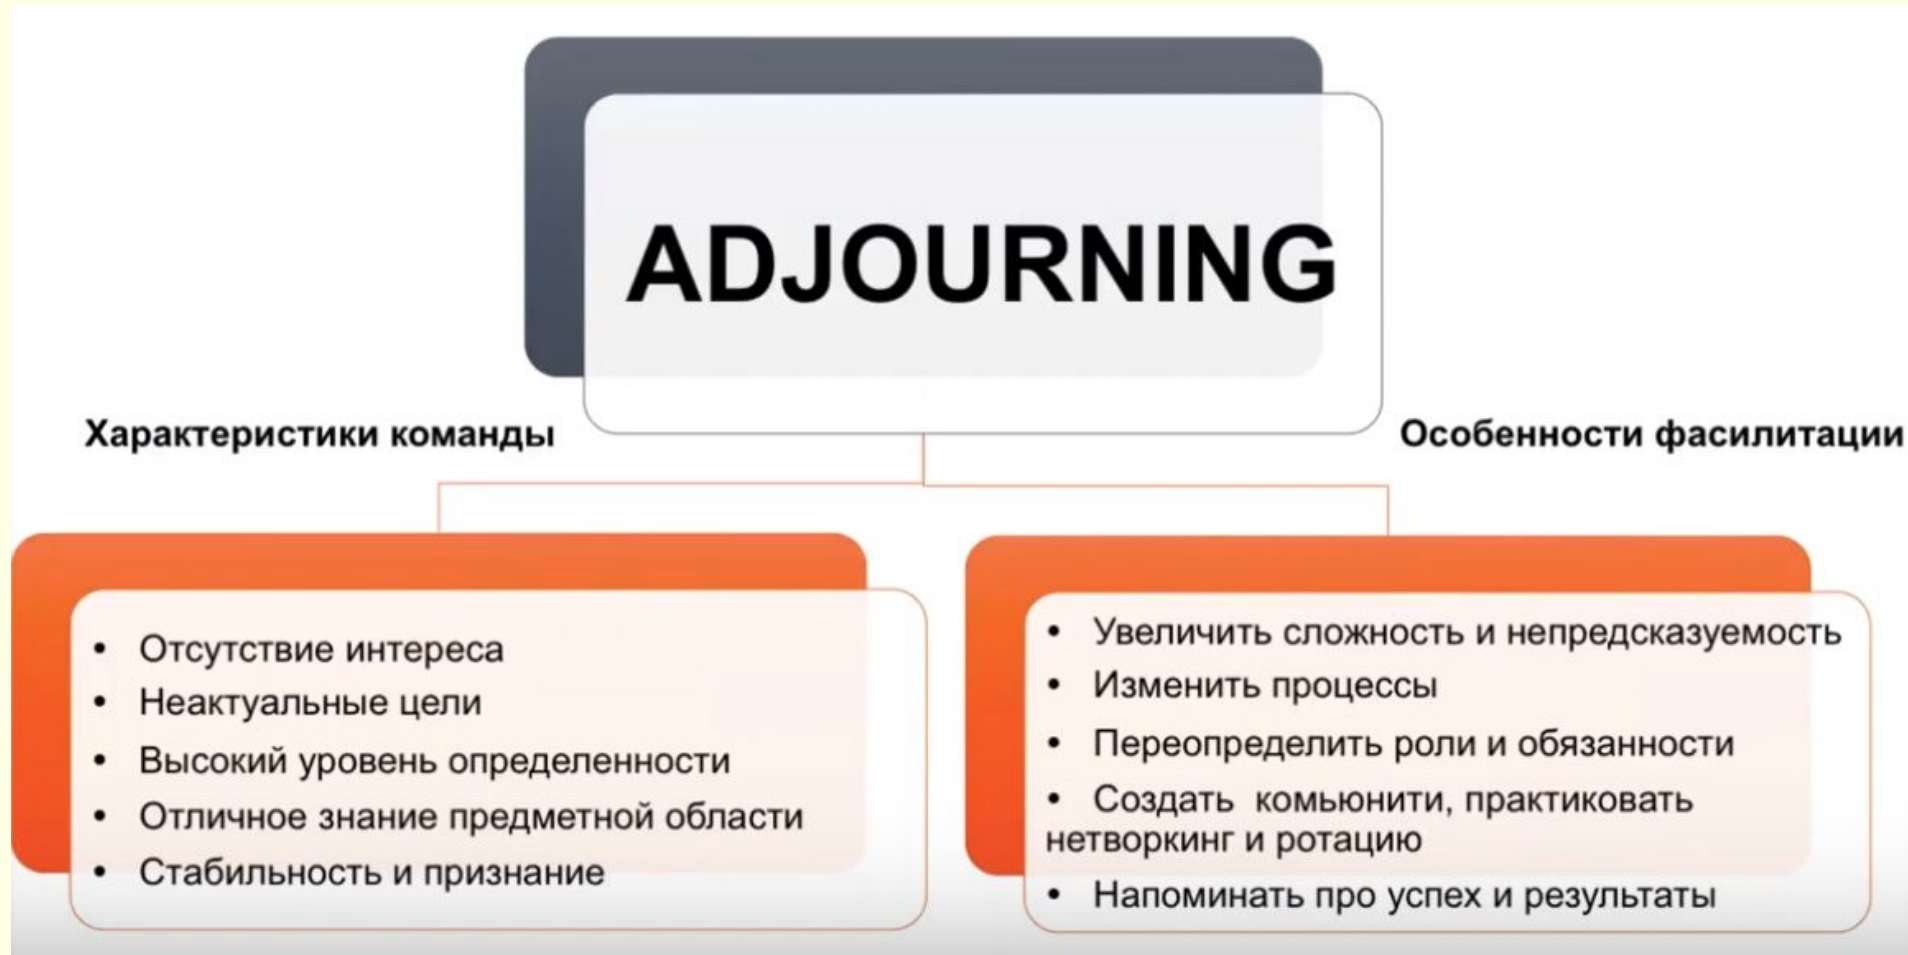 ADJOURNING
Характеристики команды
Особенности фасилитации
• Отсутствие интереса
• Неактуальные цели
• Высокий уровень определенности
• Отличное знание предметной области
• Стабильность и признание
• Увеличить сложность и непредсказуемость
• Изменить процессы
• Переопределить роли и обязанности
• Создать комьюнити, практиковать
нетворкинг и ротацию
• Напоминать про успех и результаты